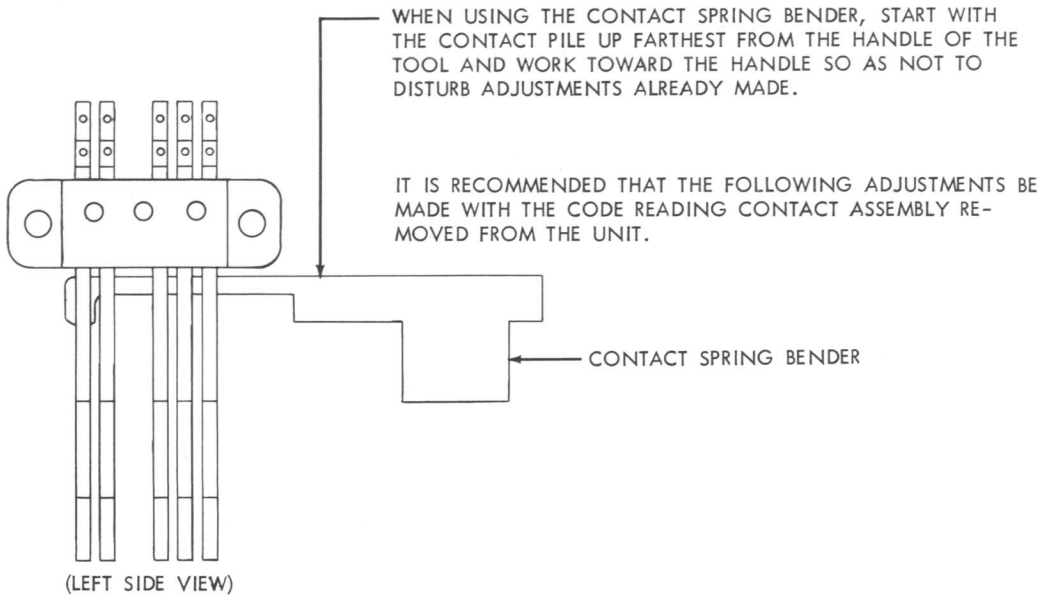 WHEN USING THE CONTACT SPRING BENDER, START WITH
THE CONTACT PILE UP FARTHEST FROM THE HANDLE OF THE
TOOL AND WORK TOWARD THE HANDLE SO AS NOT TO
DISTURB ADJUSTMENTS ALREADY MADE.
IT IS RECOMMENDED THAT THE FOLLOWING ADJUSTMENTS BE
MADE WITH THE CODE READING CONTACT ASSEMBLY RE-
MOVED FROM THE UNIT.
CONTACT SPRING BENDER
(LEFT SIDE VIEW)